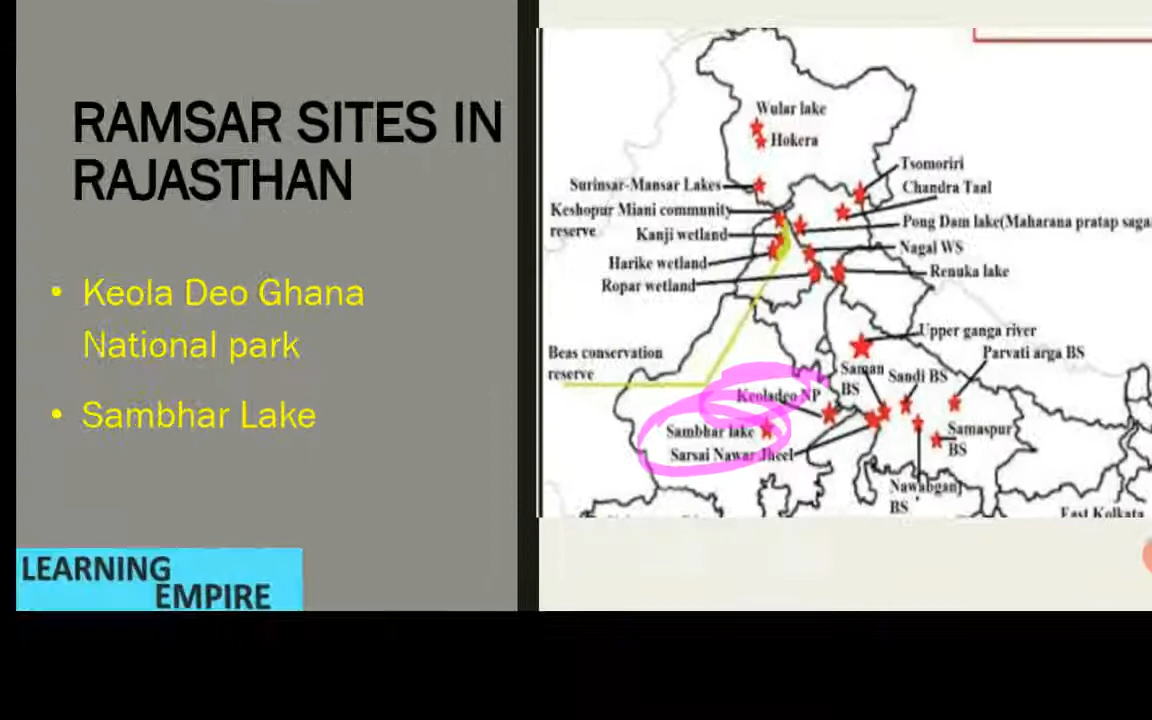 RAMSAR SITES IN
RAJASTHAN
• Keola Deo Ghana
National park
• Sambhar Lake
LEARNING
EMPIRE
Wular lake
Hokera
Tsomoriri
Surinsar-Mansar Lakes
Chandra Taal
Keshopur Miani community
reserve
Pong Dam lake(Maharana pratap saga
Kanji wetland
Nagal WS
Harike wetland
Renuka lake
Ropar wetland
Upper ganga river
Beas conservation
reserve
Parvati arga BS
Saman
BS
Sandi BS
Keoladeo NP
Sambhar lake
Samaspur
BS
Sarsai Nawar Jheel
Nawabganj
BS
East Kolkata